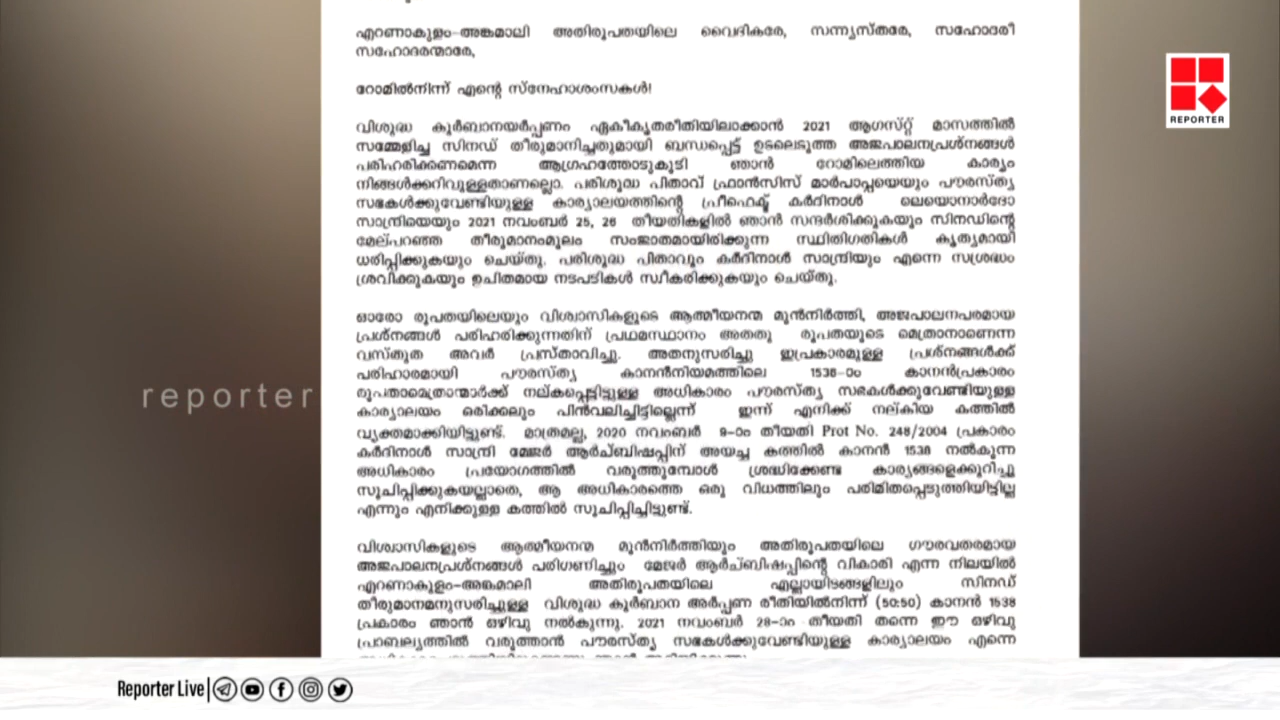 എറണാകുളം-അങ്കമാലി അതിരൂപതയിലെ വൈദികരേ, സന്ന്യസ്തരേ, സഹോദരീ
സഹോദരന്മാരേ,
റോമിൽനിന്ന് എന്റെ സ്നേഹാശംസകൾ!
വിശുദ്ധ കുർബാനയർപ്പണം ഏകീകൃതരീതിയിലാക്കാൻ 2021 ആഗസ്റ്റ് മാസത്തിൽ
സമ്മേളിച്ച സിനഡ് തീരുമാനിച്ചതുമായി ബന്ധപ്പെട്ട് ഉടലെടുത്ത അജപാലനപ്രശ്നങ്ങൾ
പരിഹരിക്കണമെന്ന ആഗ്രഹത്തോടുകൂടി ഞാൻ റോമിലെത്തിയ കാര്യം
നിങ്ങൾക്കറിവുള്ളതാണല്ലൊ. പരിശുദ്ധ പിതാവ് ഫ്രാൻസിസ് മാർപാപ്പയെയും പൗരസ്ത്യ
സഭകൾക്കുവേണ്ടിയുള്ള കാര്യാലയത്തിന്റെ പ്രീഫെക്ട് കർദിനാൾ ലെയൊനാർദോ
സാന്ദ്രിയെയും 2021 നവംബർ 25, 26 തീയതികളിൽ ഞാൻ സന്ദർശിക്കുകയും സിനഡിന്റെ
മേല്പറഞ്ഞ തീരുമാനംമൂലം സംജാതമായിരിക്കുന്ന സ്ഥിതിഗതികൾ കൃത്യമായി
ധരിപ്പിക്കുകയും ചെയ്തു. പരിശുദ്ധ പിതാവും കർദിനാൾ സാന്ദ്രിയും എന്നെ സശ്രദ്ധം
ശ്രവിക്കുകയും ഉചിതമായ നടപടികൾ സ്വീകരിക്കുകയും ചെയ്തു.
ഓരോ രൂപതയിലെയും വിശ്വാസികളുടെ ആത്മീയനന്മ മുൻനിർത്തി, അജപാലനപരമായ
പ്രശ്നങ്ങൾ പരിഹരിക്കുന്നതിന് പ്രഥമസ്ഥാനം അതതു രൂപതയുടെ മെത്രാനാണെന്ന
വസ്തുത അവർ പ്രസ്താവിച്ചു. അതനുസരിച്ചു ഇപ്രകാരമുള്ള പ്രശ്നങ്ങൾക്ക്
പരിഹാരമായി പൗരസ്ത്യ കാനൻനിയമത്തിലെ 1538-ാം കാനൻപ്രകാരം
രൂപതാമെത്രാന്മാർക്ക് നല്കപ്പെട്ടിട്ടുള്ള അധികാരം പൗരസ്ത്യ സഭകൾക്കുവേണ്ടിയുള്ള
കാര്യാലയം ഒരിക്കലും പിൻവലിച്ചിട്ടില്ലെന്ന് ഇന്ന് എനിക്ക് നല്കിയ കത്തിൽ
വ്യക്തമാക്കിയിട്ടുണ്ട്. മാത്രമല്ല, 2020 നവംബർ 9-ാം തീയതി Prot No. 248/2004 പ്രകാരം
കർദിനാൾ സാന്ദ്രി മേജർ ആർച്ബിഷപ്പിന് അയച്ച കത്തിൽ കാനൻ 1538 നൽകുന്ന
അധികാരം പ്രയോഗത്തിൽ വരുത്തുമ്പോൾ ശ്രദ്ധിക്കേണ്ട കാര്യങ്ങളെക്കുറിച്ചു
സൂചിപ്പിക്കുകയല്ലാതെ, ആ അധികാരത്തെ ഒരു വിധത്തിലും പരിമിതപ്പെടുത്തിയിട്ടില്ല
എന്നും എനിക്കുള്ള കത്തിൽ സൂചിപ്പിച്ചിട്ടുണ്ട്.
വിശ്വാസികളുടെ ആത്മീയനന്മ മുൻനിർത്തിയും അതിരൂപതയിലെ ഗൗരവതരമായ
അജപാലനപ്രശ്നങ്ങൾ പരിഗണിച്ചും മേജർ ആർച്ബിഷപ്പിന്റെ വികാരി എന്ന നിലയിൽ
എറണാകുളം-അങ്കമാലി അതിരൂപതയിലെ എല്ലായിടങ്ങളിലും സിനഡ്
തീരുമാനമനുസരിച്ചുള്ള വിശുദ്ധ കുർബാന അർപ്പണ രീതിയിൽനിന്ന് (50:50) കാനൻ 1538
പ്രകാരം ഞാൻ ഒഴിവു നൽകുന്നു. 2021 നവംബർ 28-ാം തീയതി തന്നെ ഈ ഒഴിവു
പ്രാബല്യത്തിൽ വരുത്താൻ പൗരസ്ത്യ സഭകൾക്കുവേണ്ടിയുള്ള കാര്യാലയം എന്നെ
REPORTER
reporter
Reporter Live